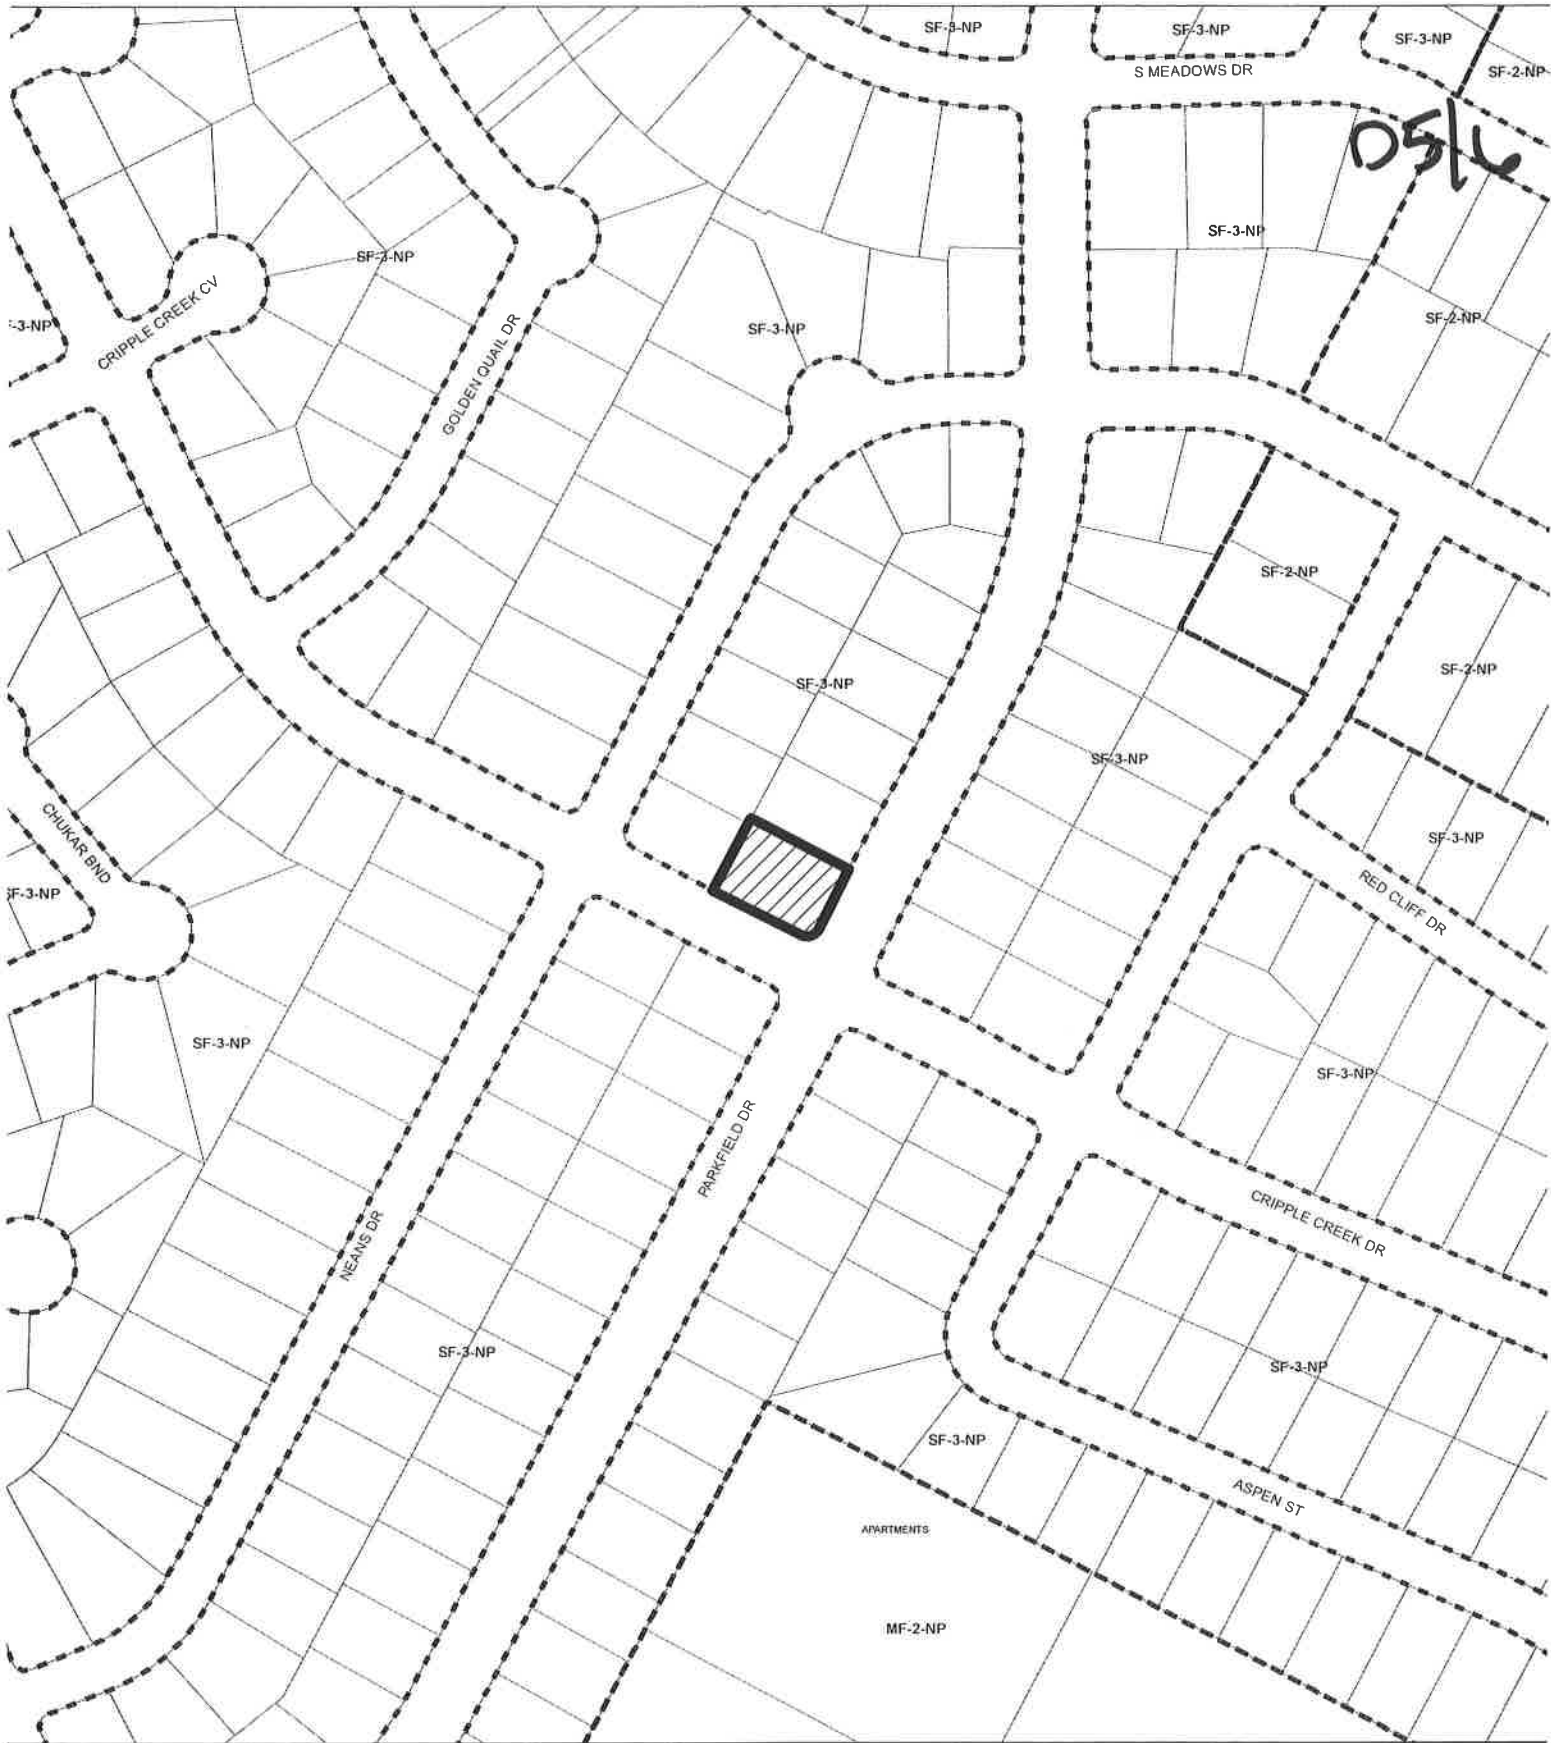 SF-3-NP
SF-3-NP
SF-3-NP
SF-2-NP
S MEADOWS DR
D5/6
SF-3-NP
SF-3-NP
SF-3-NP
CRIPPLE CREEK CV
GOLDEN QUAIL DR
SF-3-NP
SF-2-NP
SF-2-NP
SF-2-NP
SF-3-NP
SF-3-NP
SF-3-NP
CHUKAR BND
SF-3-NP
RED CLIFF DR
SF-3-NP
SF-3-NP
PARKFIELD DR
CRIPPLE CREEK DR
NEANS DR
SF-3-NP
SF-3-NP
SF-3-NP
ASPEN ST
APARTMENTS
MF-2-NP